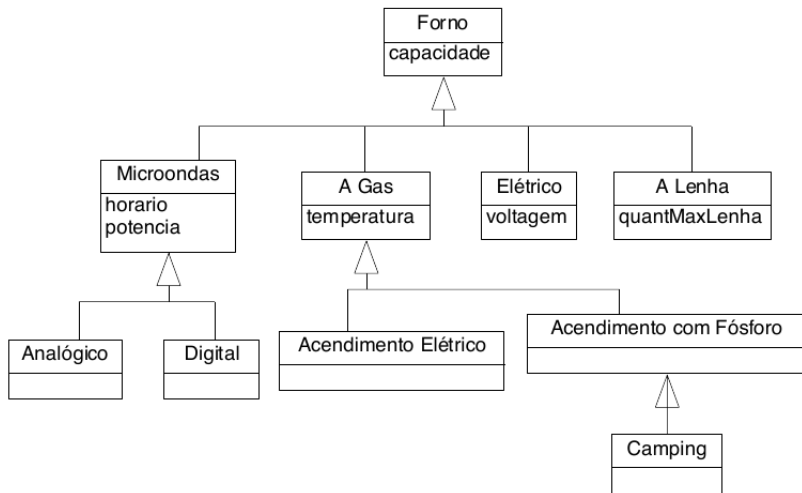 Forno
capacidade
Microondas
horario
potencia
A Gas
temperatura
Elétrico
voltagem
A Lenha
quantMaxLenha
Analógico
Digital
Acendimento Elétrico
Acendimento com Fósforo
Camping